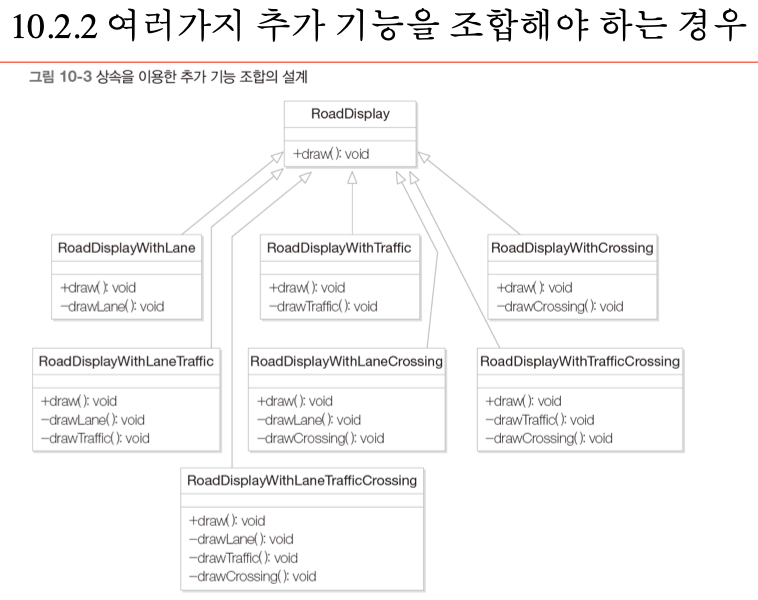 10.2.2 여러가지 추가 기능을 조합해야 하는 경우
그림 10-3 상속을 이용한 추가 기능 조합의 설계
RoadDisplay
+draw(): void
RoadDisplayWithLane
+draw(): void
−drawLane(): void
RoadDisplayWithTraffic
+draw(): void
−drawTraffic(): void
RoadDisplayWithCrossing
+draw(): void
−drawCrossing(): void
RoadDisplayWithLaneTraffic
+draw(): void
−drawLane(): void
−drawTraffic(): void
RoadDisplayWithLaneCrossing
+draw(): void
−drawLane(): void
−drawCrossing(): void
RoadDisplayWithTrafficCrossing
+draw(): void
−drawTraffic(): void
−drawCrossing(): void
RoadDisplayWithLaneTrafficCrossing
+draw(): void
−drawLane(): void
−drawTraffic(): void
−drawCrossing(): void